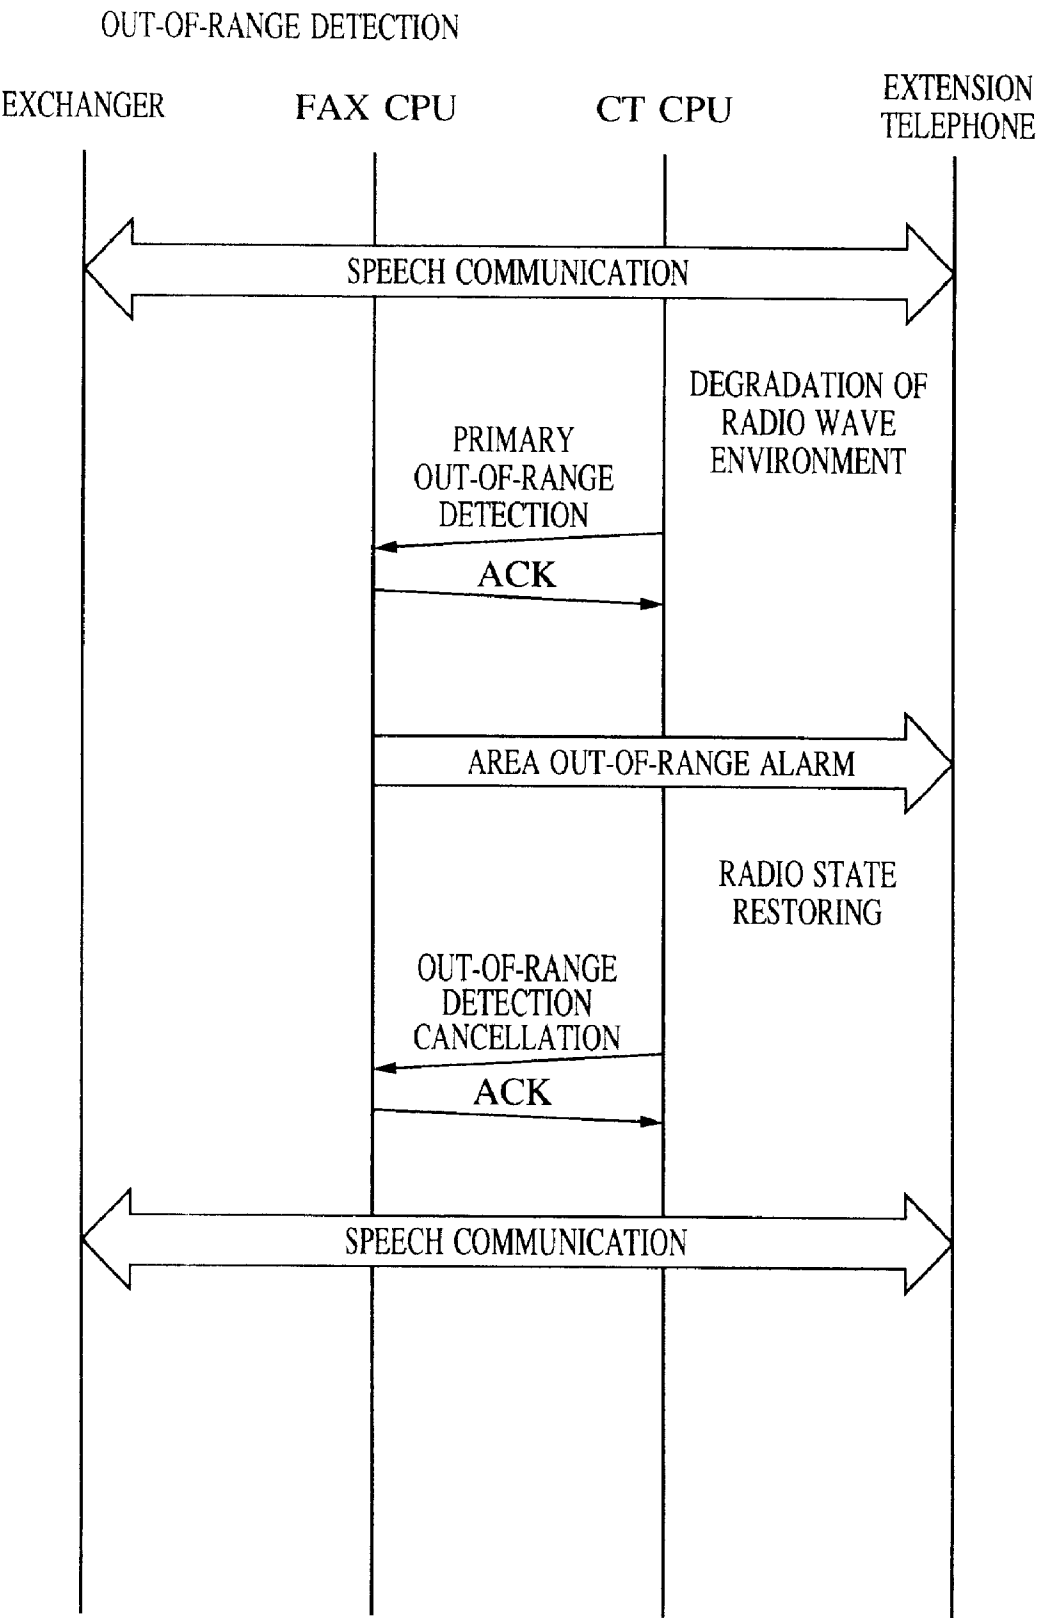 OUT-OF-RANGE DETECTION
EXCHANGER
FAX CPU
CT CPU
EXTENSION
TELEPHONE
SPEECH COMMUNICATION
DEGRADATION OF
RADIO WAVE
ENVIRONMENT
PRIMARY
OUT-OF-RANGE
DETECTION
ACK
AREA OUT-OF-RANGE ALARM
RADIO STATE
RESTORING
OUT-OF-RANGE
DETECTION
CANCELLATION
ACK
SPEECH COMMUNICATION